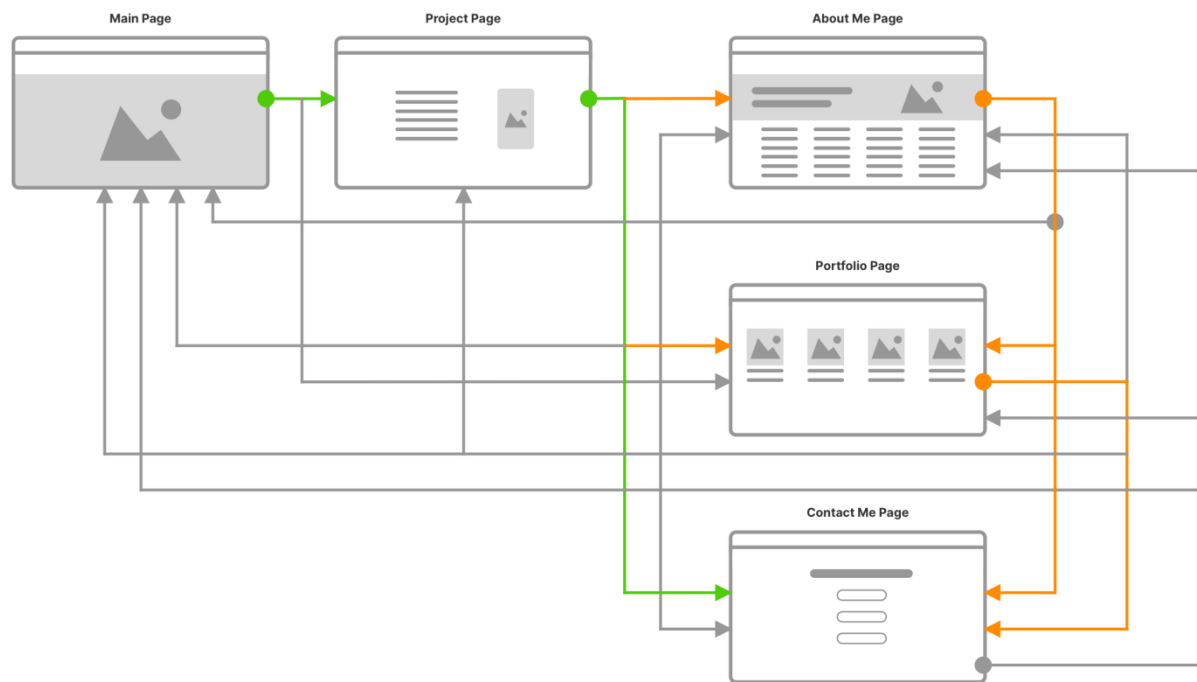 Main Page
Project Page
About Me Page
Portfolio Page
Contact Me Page